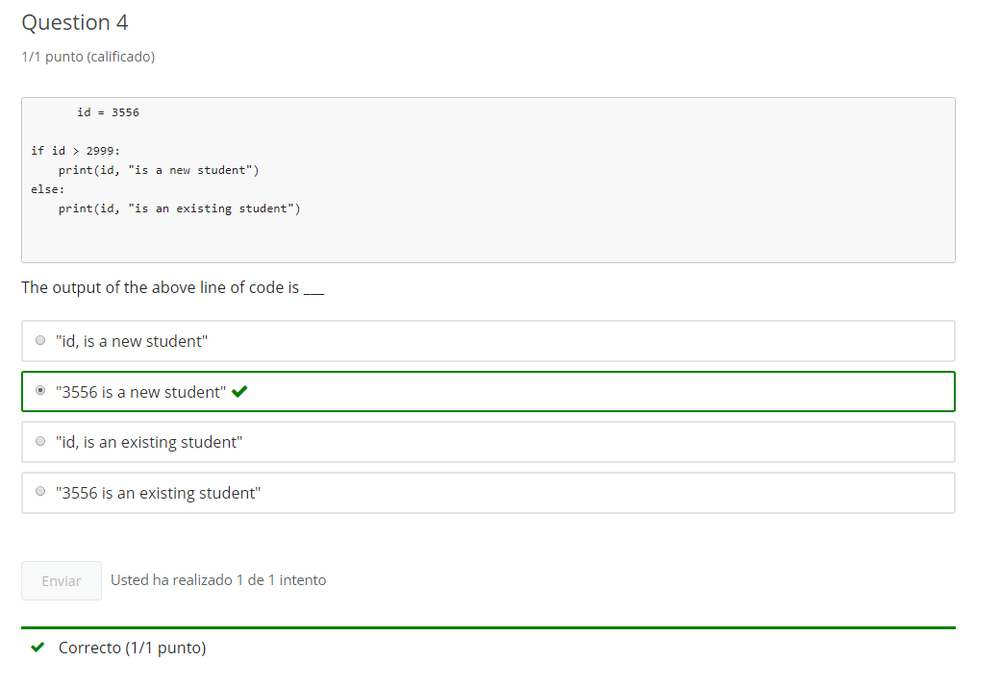 Question 4
1/1 punto (calificado)
id = 3556
if id > 2999:
print(id, "is a new student")
else:
print(id, "is an existing student")
The output of the above line of code is ___
"id, is a new student"
"3556 is a new student"
"id, is an existing student"
"3556 is an existing student"
Enviar Usted ha realizado 1 de 1 intento
Correcto (1/1 punto)